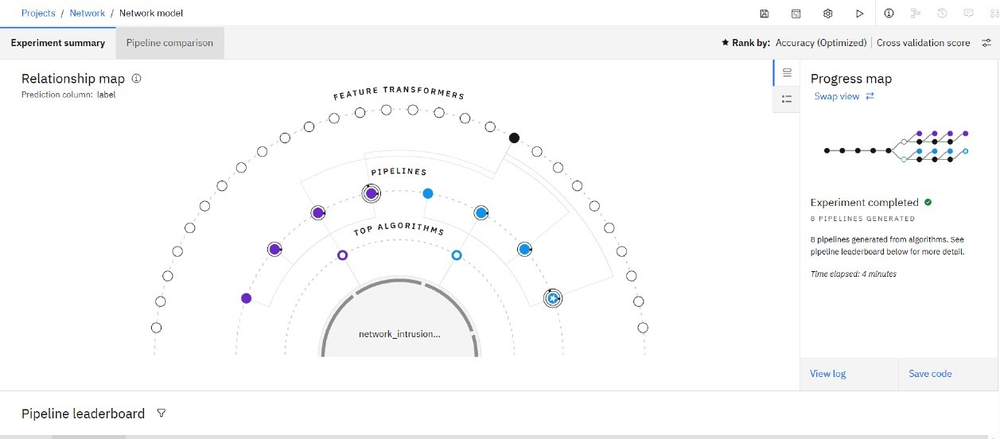 Projects / Network / Network model
Experiment summary
Pipeline comparison
Rank by: Accuracy (Optimized) | Cross validation score
Relationship map
Prediction column: label
FEATURE TRANSFORMERS
PIPELINES
TOP ALGORITHMS
network_intrusion...
Progress map
Swap view
Experiment completed
8 PIPELINES GENERATED
8 pipelines generated from algorithms. See
pipeline leaderboard below for more detail.
Time elapsed: 4 minutes
View log
Save code
Pipeline leaderboard